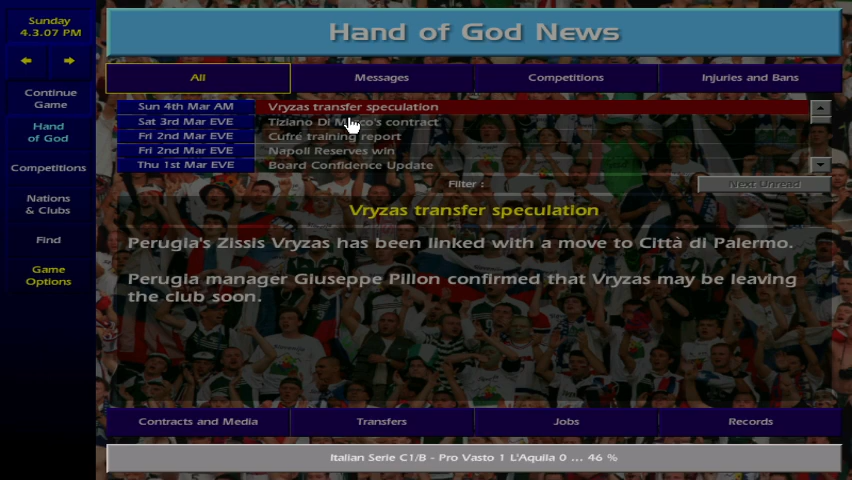 Sunday
4.3.07 PM
Continue
Game
Hand
of God
Competitions
Nations
& Clubs
Find
Game
Options
Hand of God News
All
Messages
Competitions
Injuries and Bans
Sun 4th Mar AM Vryzas transfer speculation
Sat 3rd Mar EVE Tiziano Di Marco's contract
Fri 2nd Mar EVE Cufré training report
Fri 2nd Mar EVE Napoli Reserves win
Thu 1st Mar EVE Board Confidence Update
Filter :
Next Unread
Vryzas transfer speculation
Perugia's Zissis Vryzas has been linked with a move to Città di Palermo.
Perugia manager Giuseppe Pillon confirmed that Vryzas may be leaving
the club soon.
Contracts and Media
Transfers
Jobs
Records
Italian Serie C1/B - Pro Vasto 1 L'Aquila 0 ... 46 %